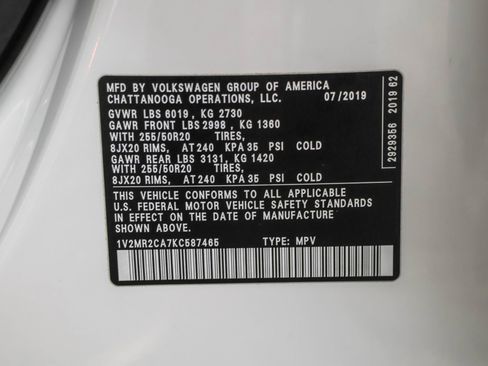 MFD BY VOLKSWAGEN GROUP OF AMERICA
CHATTANOOGA OPERATIONS, LLC. 07/2019
GVWR LBS 6019 , KG 2730
GAWR FRONT LBS 2998 , KG 1360
WITH 255/50R20 TIRES,
8JX20 RIMS, AT 240 KPA 35 PSI COLD
GAWR REAR LBS 3131, KG 1420
WITH 255/50R20 TIRES,
8JX20 RIMS, AT 240 KPA 35 PSI COLD
THIS VEHICLE CONFORMS TO ALL APPLICABLE
U.S. FEDERAL MOTOR VEHICLE SAFETY STANDARDS
IN EFFECT ON THE DATE OF MANUFACTURE
SHOWN ABOVE.
1V2MR2CA7KC587465 TYPE: MPV
2929356 2019 62